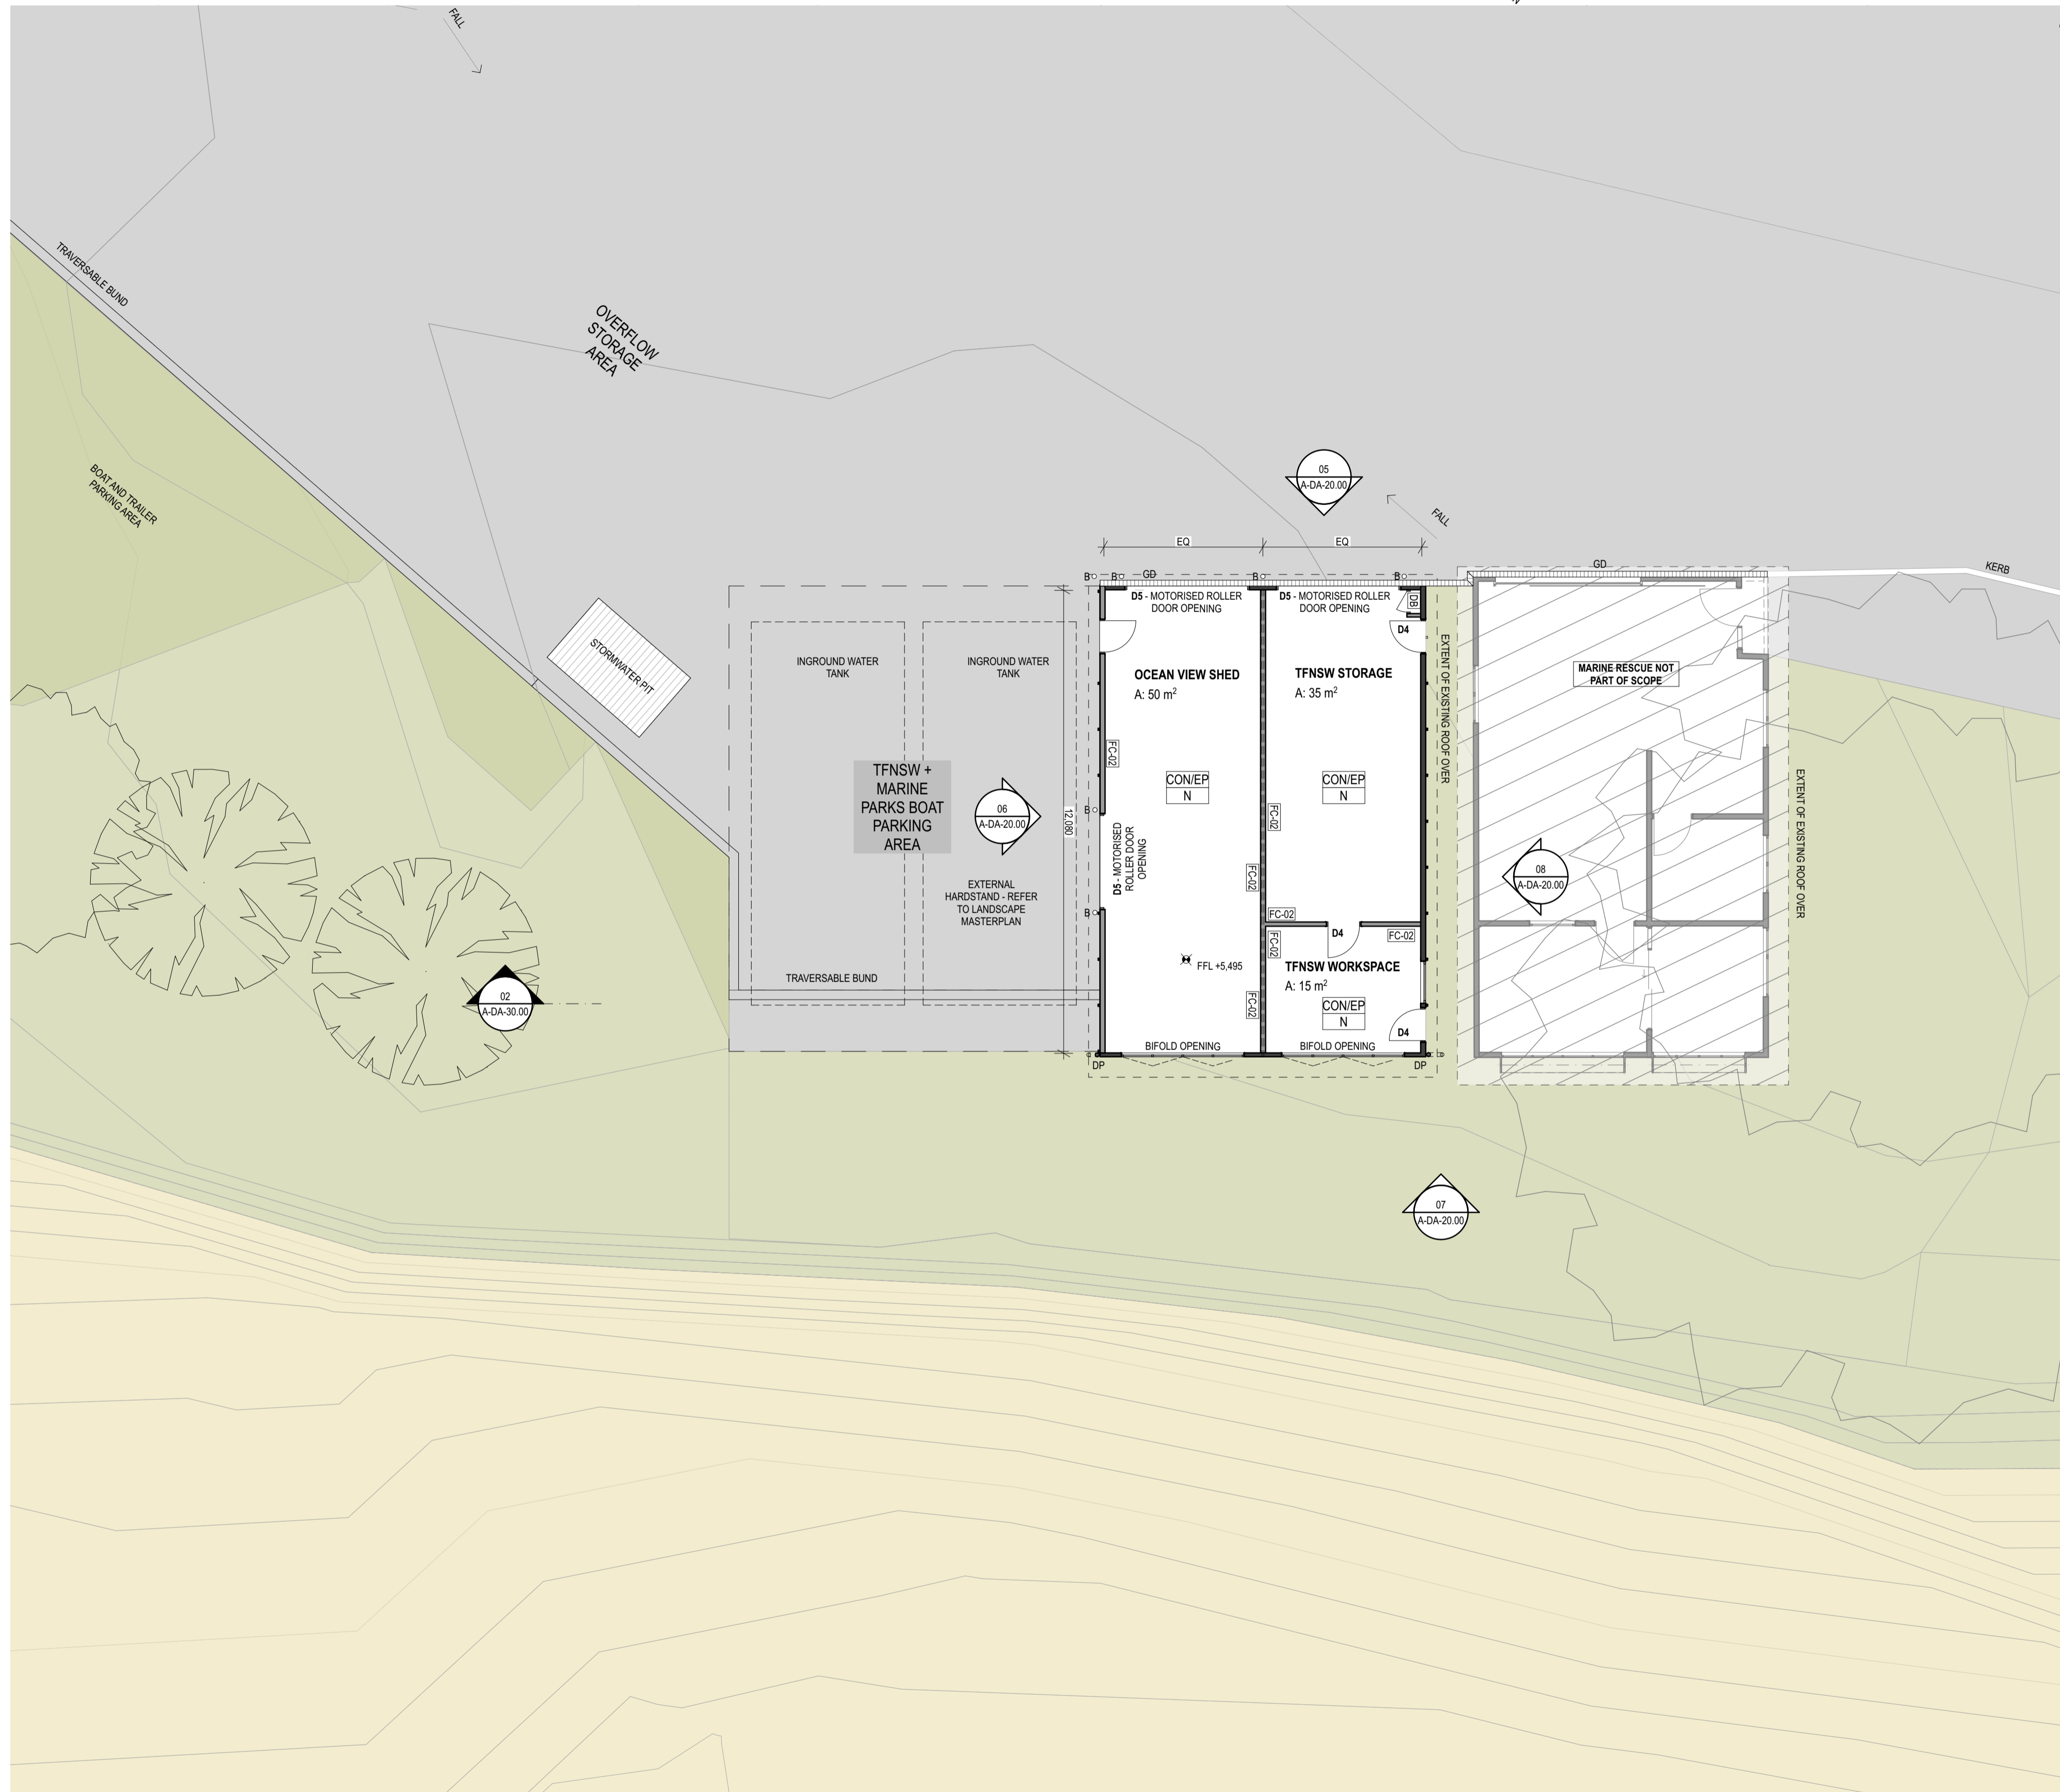 FALL
TRAVERSABLE BUND
OVERFLOW
STORAGE
AREA
BOAT AND TRAILER
PARKING AREA
05
A-DA-20.00
FALL
EQ
EQ
B
B
GD
B
B
GD
KERB
D5 - MOTORISED ROLLER
DOOR OPENING
D5 - MOTORISED ROLLER
DOOR OPENING
DB
D4
STORMWATER PIT
INGROUND WATER
TANK
INGROUND WATER
TANK
OCEAN VIEW SHED
A: 50 m²
TFNSW STORAGE
A: 35 m²
EXTENT OF EXISTING ROOF OVER
MARINE RESCUE NOT
PART OF SCOPE
FC-02
TFNSW +
MARINE
PARKS BOAT
PARKING
AREA
06
A-DA-20.00
12,080
B
CON/EP
N
CON/EP
N
FC-02
D5 - MOTORISED
ROLLER DOOR
OPENING
FC-02
EXTENT OF EXISTING ROOF OVER
08
A-DA-20.00
EXTERNAL
HARDSTAND - REFER
TO LANDSCAPE
MASTERPLAN
B
FC-02
D4
FC-02
FC-02
FFL +5,495
TFNSW WORKSPACE
A: 15 m²
TRAVERSABLE BUND
02
A-DA-30.00
FC-02
CON/EP
N
D4
BIFOLD OPENING
BIFOLD OPENING
DP
DP
07
A-DA-20.00